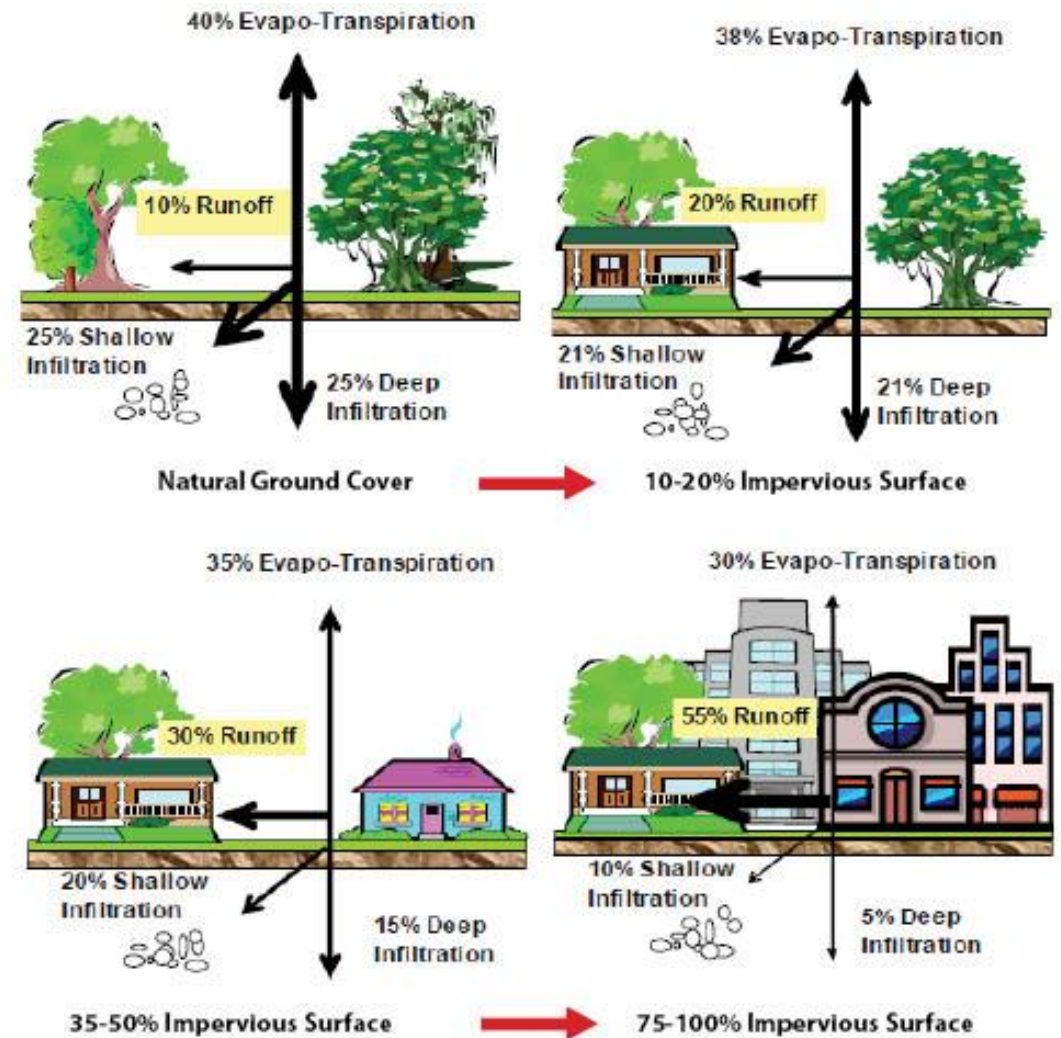 40% Evapo-Transpiration
10% Runoff
25% Shallow
Infiltration
25% Deep
Infiltration
Natural Ground Cover
38% Evapo-Transpiration
20% Runoff
21% Shallow
Infiltration
21% Deep
Infiltration
10-20% Impervious Surface
35% Evapo-Transpiration
30% Runoff
20% Shallow
Infiltration
15% Deep
Infiltration
35-50% Impervious Surface
30% Evapo-Transpiration
55% Runoff
10% Shallow
Infiltration
5% Deep
Infiltration
75-100% Impervious Surface